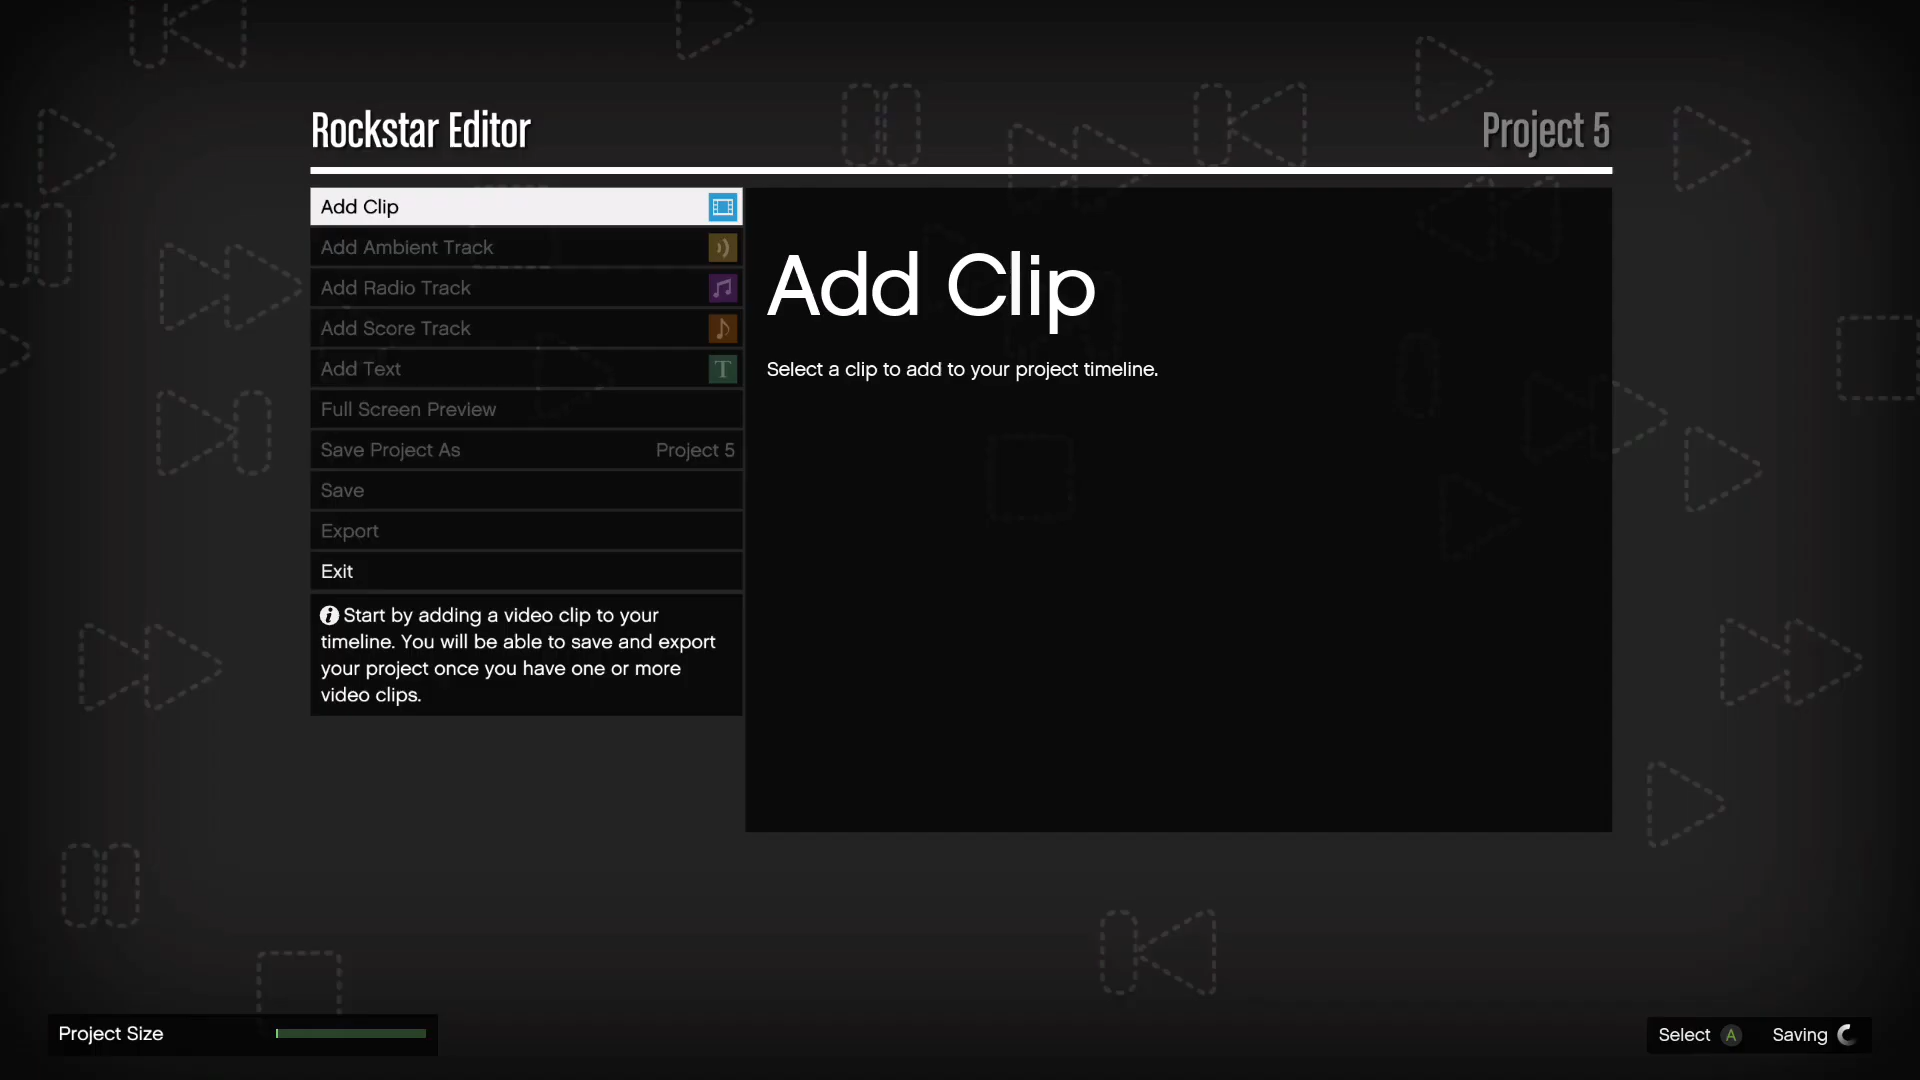 Rockstar Editor
Project 5
Add Clip
Add Ambient Track
Add Radio Track
Add Score Track
Add Text
T
Full Screen Preview
Save Project As Project 5
Save
Export
Exit
Start by adding a video clip to your
timeline. You will be able to save and export
your project once you have one or more
video clips.
Add Clip
Select a clip to add to your project timeline.
Project Size
Select A Saving